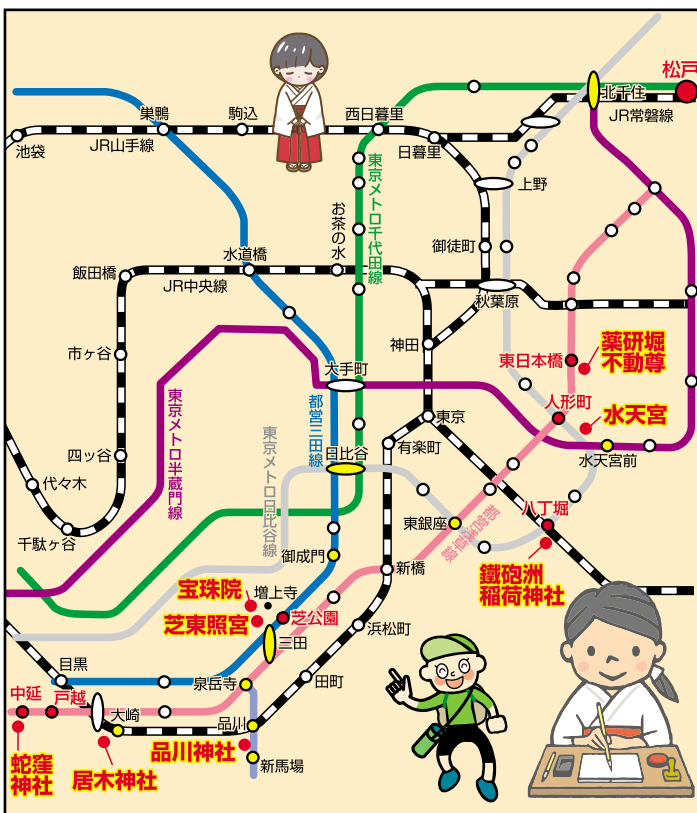 松戸
北千住
JR常磐線
巣鴨
駒込
西日暮里
日暮里
池袋
JR山手線
東京メトロ千代田線
上野
お茶の水
御徒町
水道橋
飯田橋
JR中央線
秋葉原
神田
市ヶ谷
大手町
東日本橋
薬研堀
不動尊
人形町
水天宮
東京メトロ半蔵門線
都営三田線
東京
有楽町
東京メトロ日比谷線
日比谷
四ッ谷
水天宮前
代々木
千駄ヶ谷
東銀座
都営浅草線
八丁堀
御成門
新橋
鐵砲洲
稲荷神社
宝珠院
増上寺
芝公園
芝東照宮
浜松町
三田
目黒
泉岳寺
田町
中延
戸越
大崎
品川
品川神社
新馬場
蛇窪
神社
居木神社